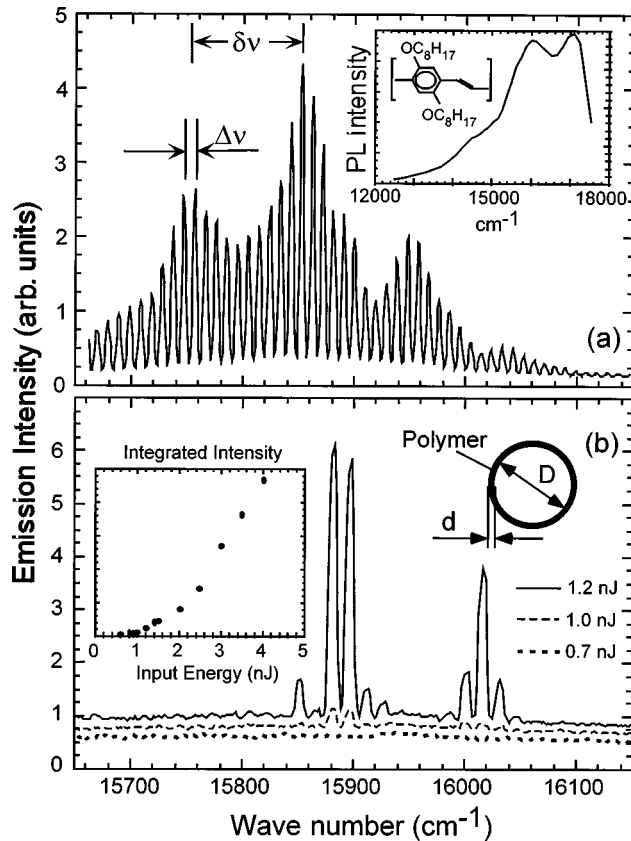 Emission Intensity (arb. units)
5
4
3
2
1
0
δν
Δν
(a)
PL intensity
OC8H17
OC8H17
12000 15000 18000
cm-1
6
5
4
3
2
1
0
(b)
Integrated Intensity
0 1 2 3 4 5
Input Energy (nJ)
Polymer
D
d
1.2 nJ
1.0 nJ
0.7 nJ
15700 15800 15900 16000 16100
Wave number (cm-1)